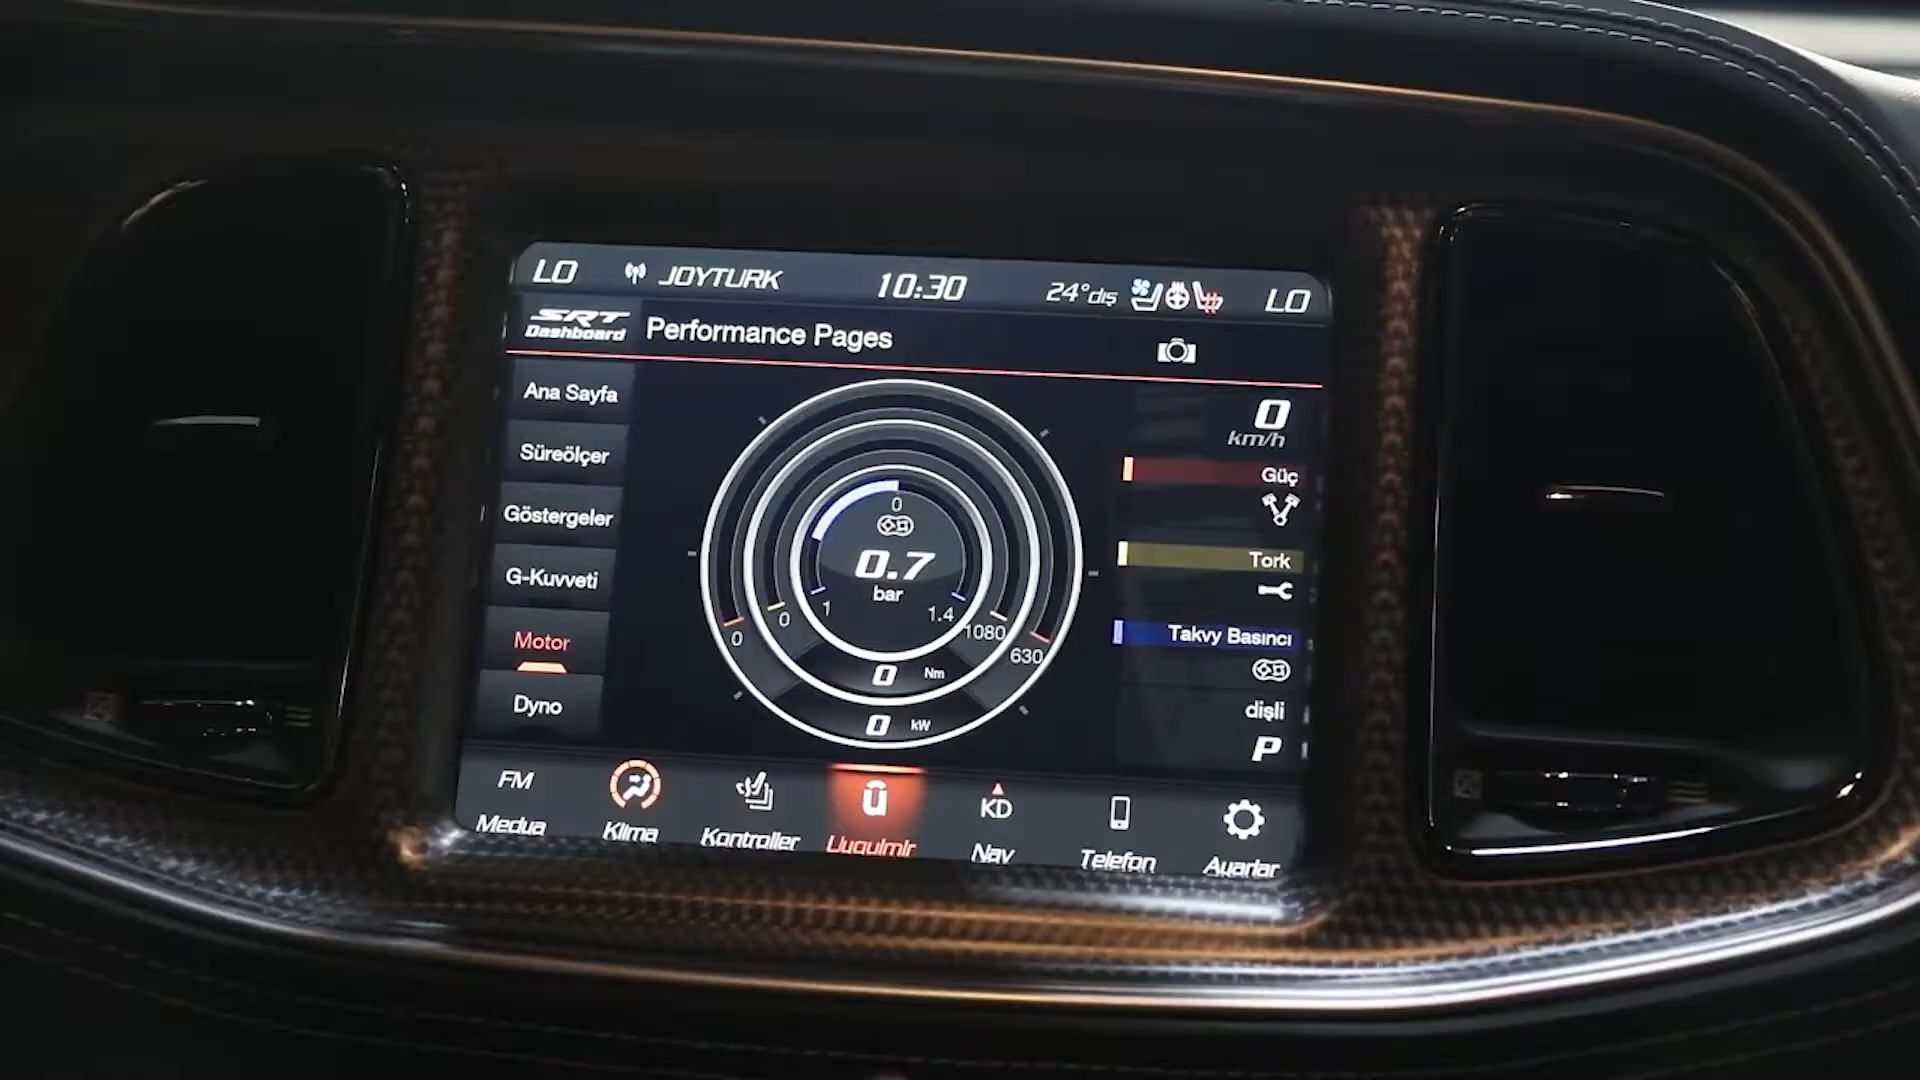 LO JOYTURK 10:30 24°dış LO
SRT Dashboard Performance Pages
Ana Sayfa
Süreölçer
Göstergeler
G-Kuvveti
Motor
Dyno
0
0.7
bar
1 1.4
0 1080
0 630
0 Nm
0 kW
0
km/h
Güç
Tork
Takvy Basıncı
dişli
P
FM
Medya
Klima
Kontroller
û
KD
Nav
Telefon
Ayarlar